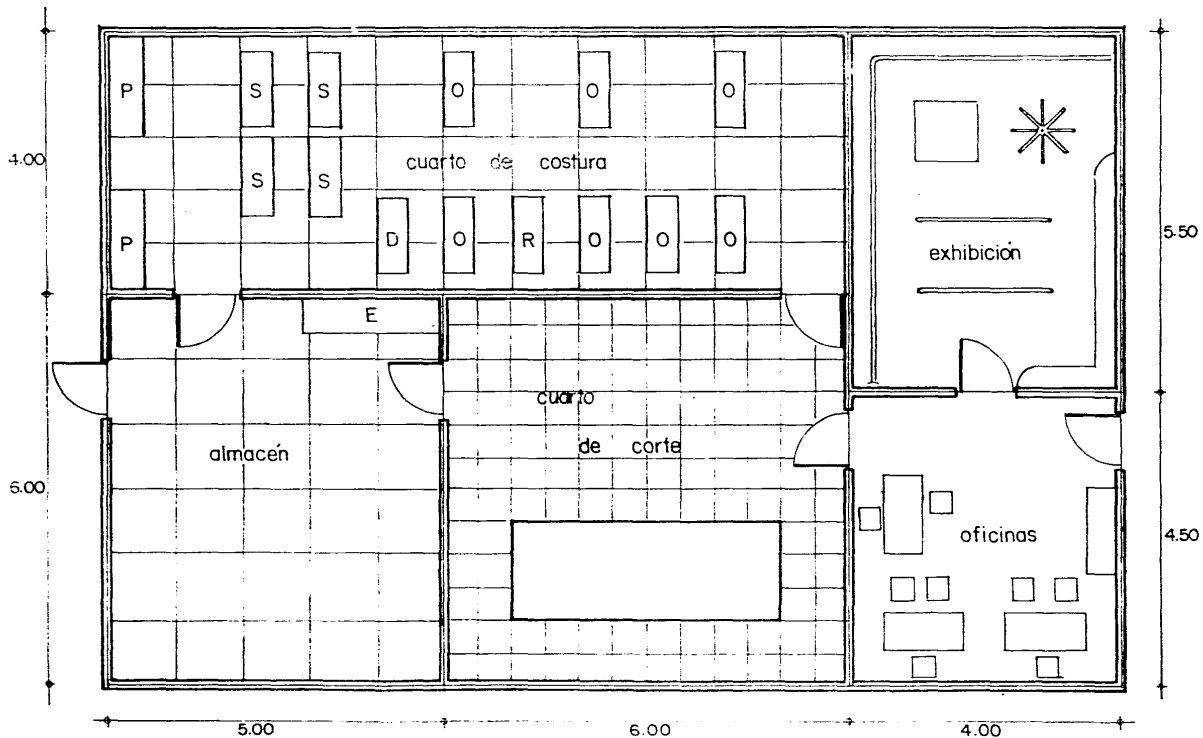 P S S O O O
4.00
cuarto de costura
S S
P D O R O O O
5.50
exhibición
E
cuarto
de corte
almacén
6.00
oficinas
4.50
5.00 6.00 4.00